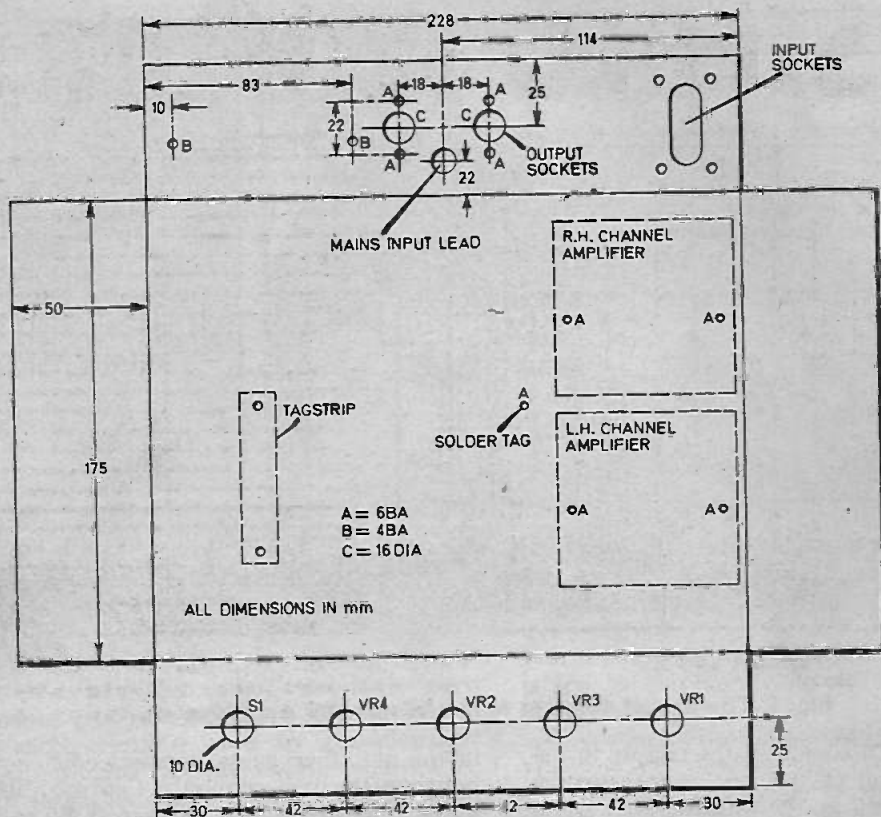 228
114
INPUT
SOCKETS
83
A
18
18
A
25
10
22
C
C
B
B
A
A
OUTPUT
SOCKETS
22
MAINS INPUT LEAD
R.H. CHANNEL
AMPLIFIER
50
A
A
TAGSTRIP
A
SOLDER TAG
L.H. CHANNEL
AMPLIFIER
175
A = 6BA
B = 4BA
C = 16 DIA
A
A
ALL DIMENSIONS IN mm
S1
VR4
VR2
VR3
VR1
10 DIA.
25
30
42
42
42
42
30